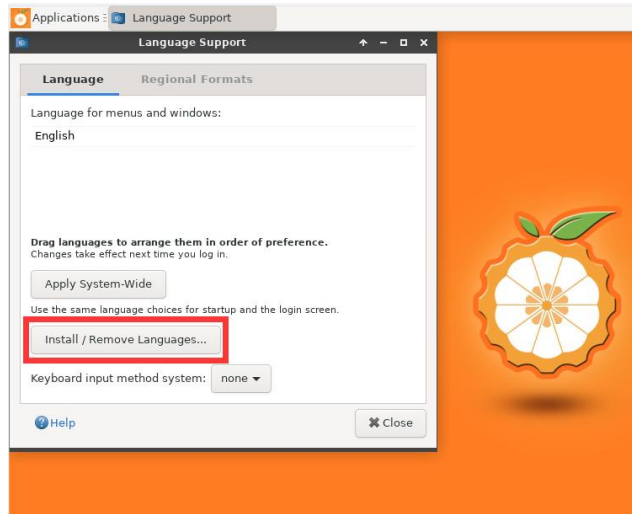 Applications Language Support
Language Support
Language Regional Formats
Language for menus and windows:
English
Drag languages to arrange them in order of preference.
Changes take effect next time you log in.
Apply System-Wide
Use the same language choices for startup and the login screen.
Install / Remove Languages...
Keyboard input method system: none
Help Close